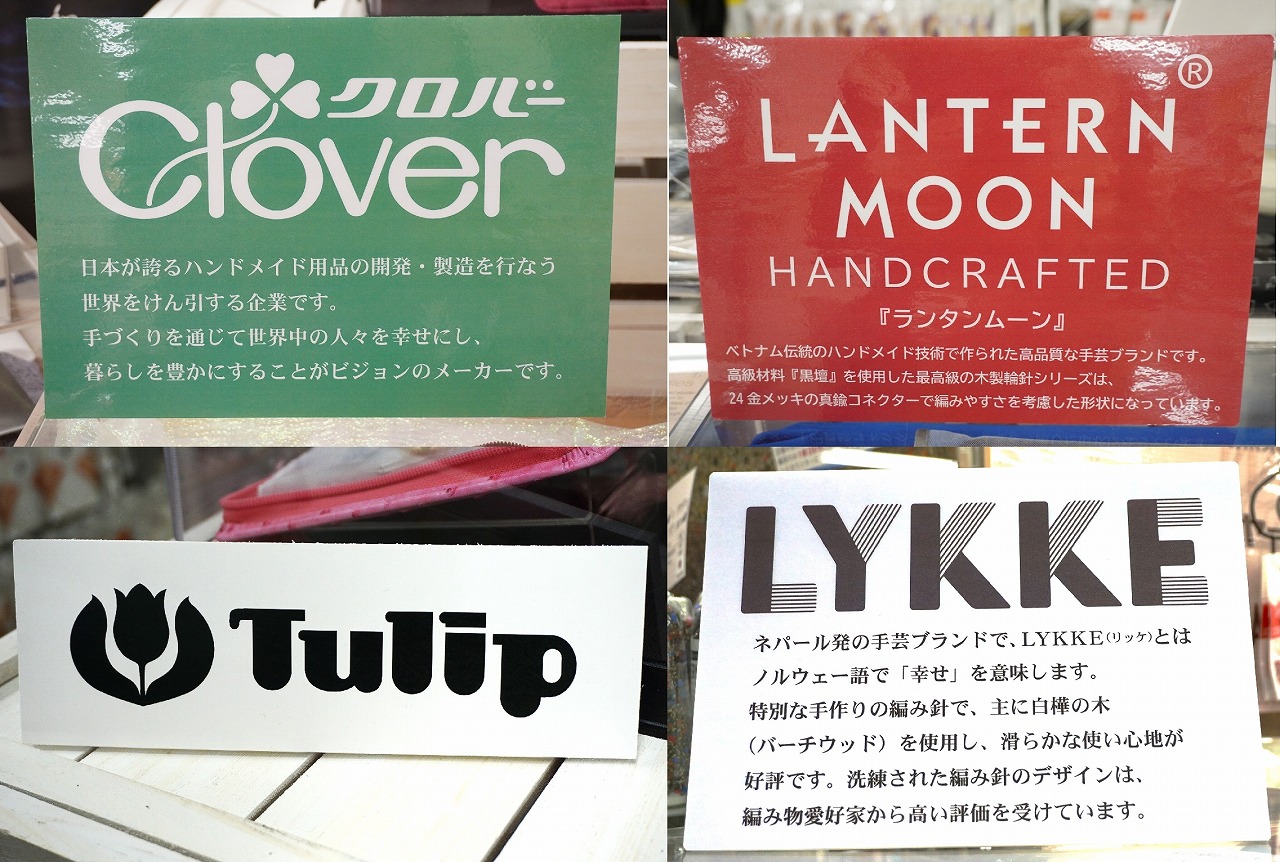 クロバー
Clover
日本が誇るハンドメイド用品の開発・製造を行なう
世界をけん引する企業です。
手づくりを通じて世界中の人々を幸せにし、
暮らしを豊かにすることがビジョンのメーカーです。
LANTERN®
MOON
HANDCRAFTED
『ランタンムーン』
ベトナム伝統のハンドメイド技術で作られた高品質な手芸ブランドです。
高級材料『黒壇』を使用した最高級の木製輪針シリーズは、
24金メッキの真鍮コネクターで編みやすさを考慮した形状になっています。
Tulip
LYKKE
ネパール発の手芸ブランドで、LYKKE(リッケ)とは
ノルウェー語で「幸せ」を意味します。
特別な手作りの編み針で、主に白樺の木
（バーチウッド）を使用し、滑らかな使い心地が
好評です。洗練された編み針のデザインは、
編み物愛好家から高い評価を受けています。